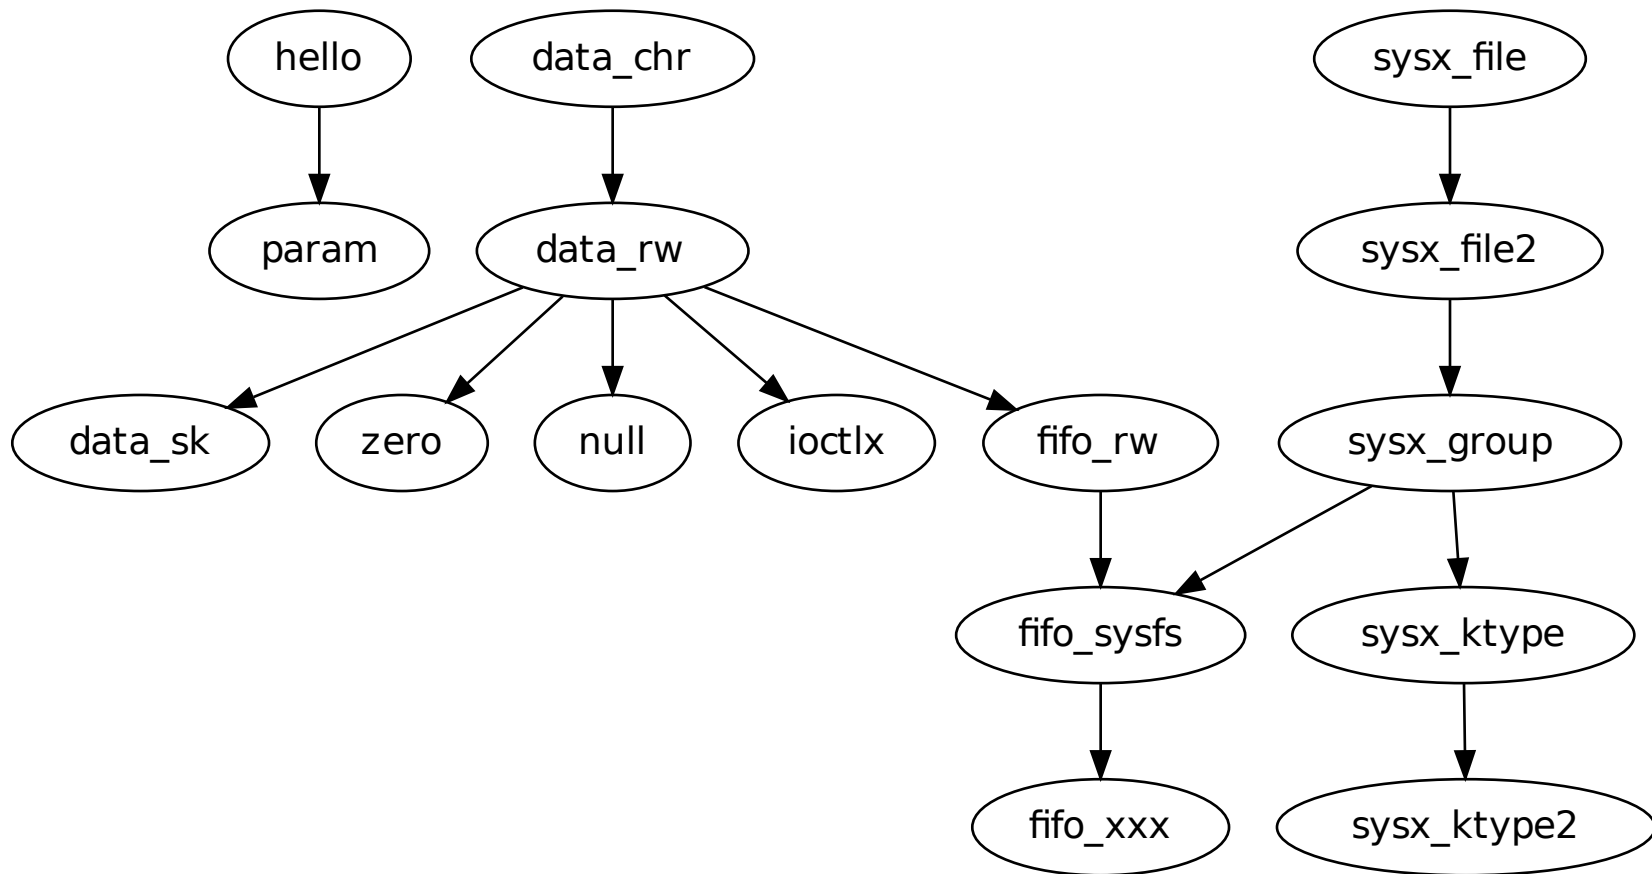 hello
data_chr
sysx_file
param
data_rw
sysx_file2
data_sk
zero
null
ioctlx
fifo_rw
sysx_group
fifo_sysfs
sysx_ktype
fifo_xxx
sysx_ktype2